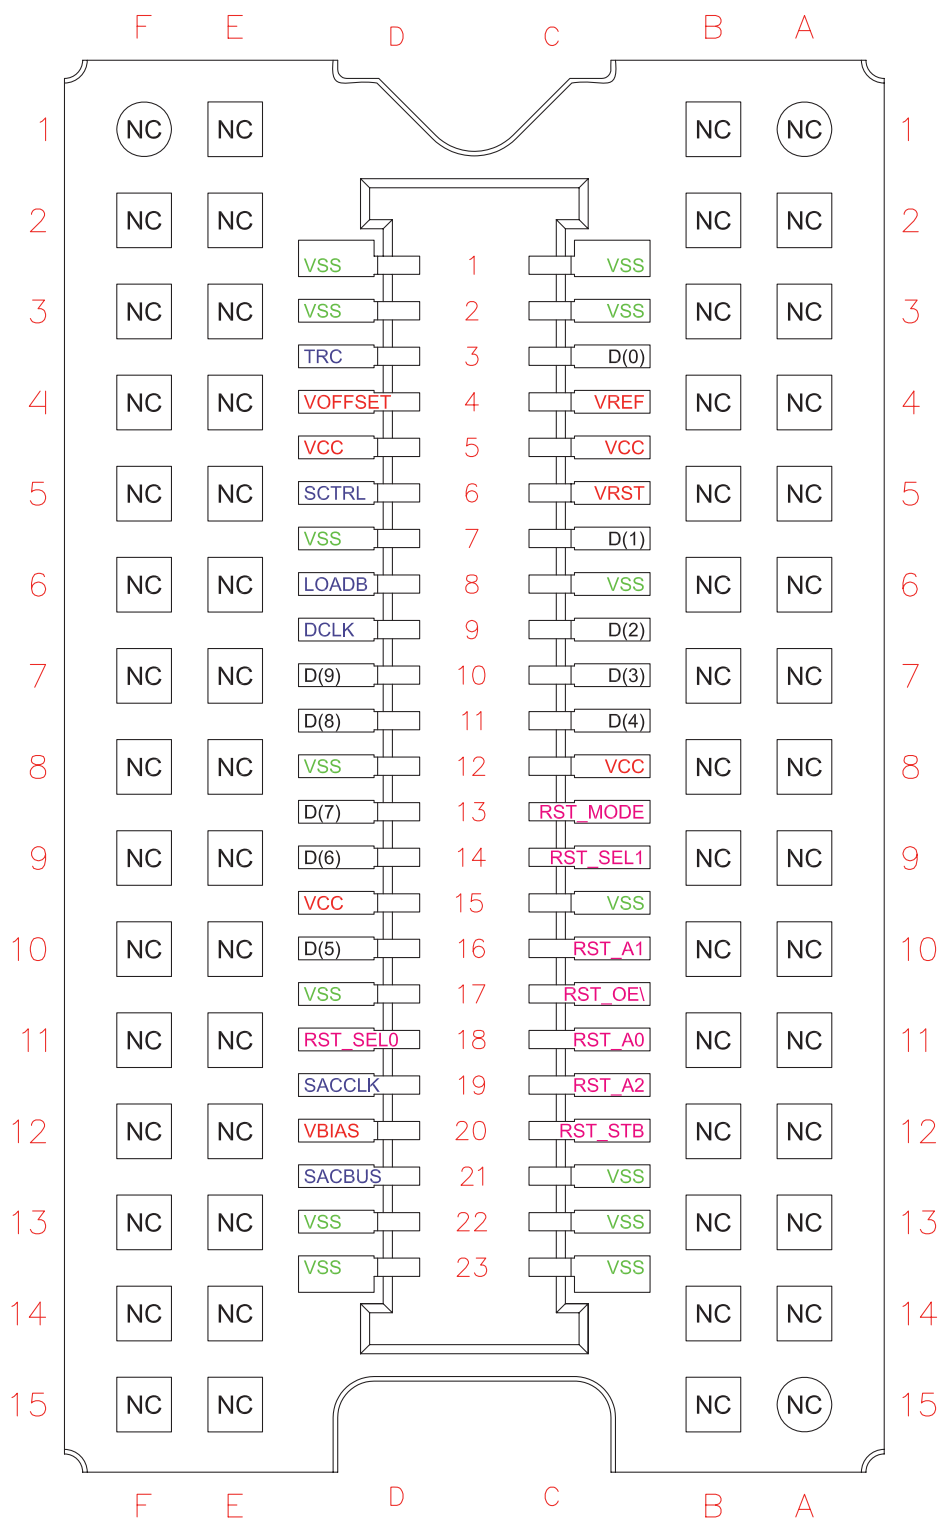 F E D C B A
1 NC NC NC NC 1
2 NC NC NC NC 2
VSS 1 VSS
3 NC NC VSS 2 VSS NC NC 3
TRC 3 D(0)
4 NC NC VOFFSET 4 VREF NC NC 4
VCC 5 VCC
5 NC NC SCTRL 6 VRST NC NC 5
VSS 7 D(1)
6 NC NC LOADB 8 VSS NC NC 6
DCLK 9 D(2)
7 NC NC D(9) 10 D(3) NC NC 7
D(8) 11 D(4)
8 NC NC VSS 12 VCC NC NC 8
D(7) 13 RST_MODE
9 NC NC D(6) 14 RST_SEL1 NC NC 9
VCC 15 VSS
10 NC NC D(5) 16 RST_A1 NC NC 10
VSS 17 RST_OE\
11 NC NC RST_SEL0 18 RST_A0 NC NC 11
SACCLK 19 RST_A2
12 NC NC VBIAS 20 RST_STB NC NC 12
SACBUS 21 VSS
13 NC NC VSS 22 VSS NC NC 13
VSS 23 VSS
14 NC NC NC NC 14
15 NC NC NC NC 15
F E D C B A